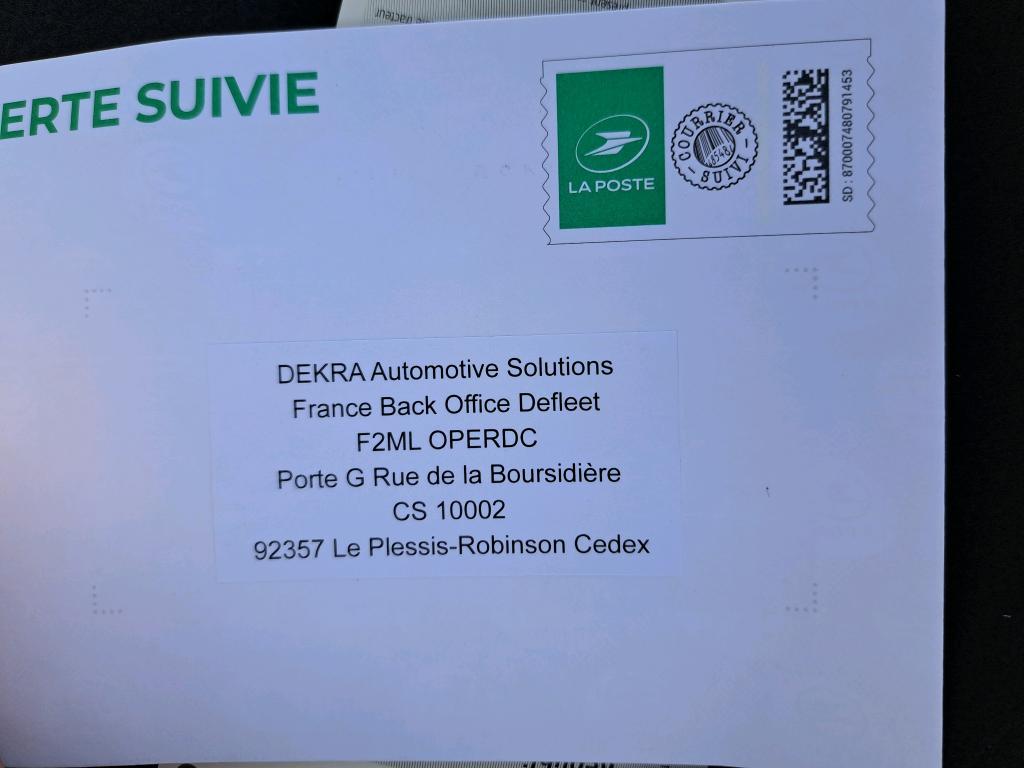 ERTE SUIVIE
LA POSTE
COURRIER
SUIVI
SD : 870007480791453
DEKRA Automotive Solutions
France Back Office Defleet
F2ML OPERDC
Porte G Rue de la Boursidière
CS 10002
92357 Le Plessis-Robinson Cedex